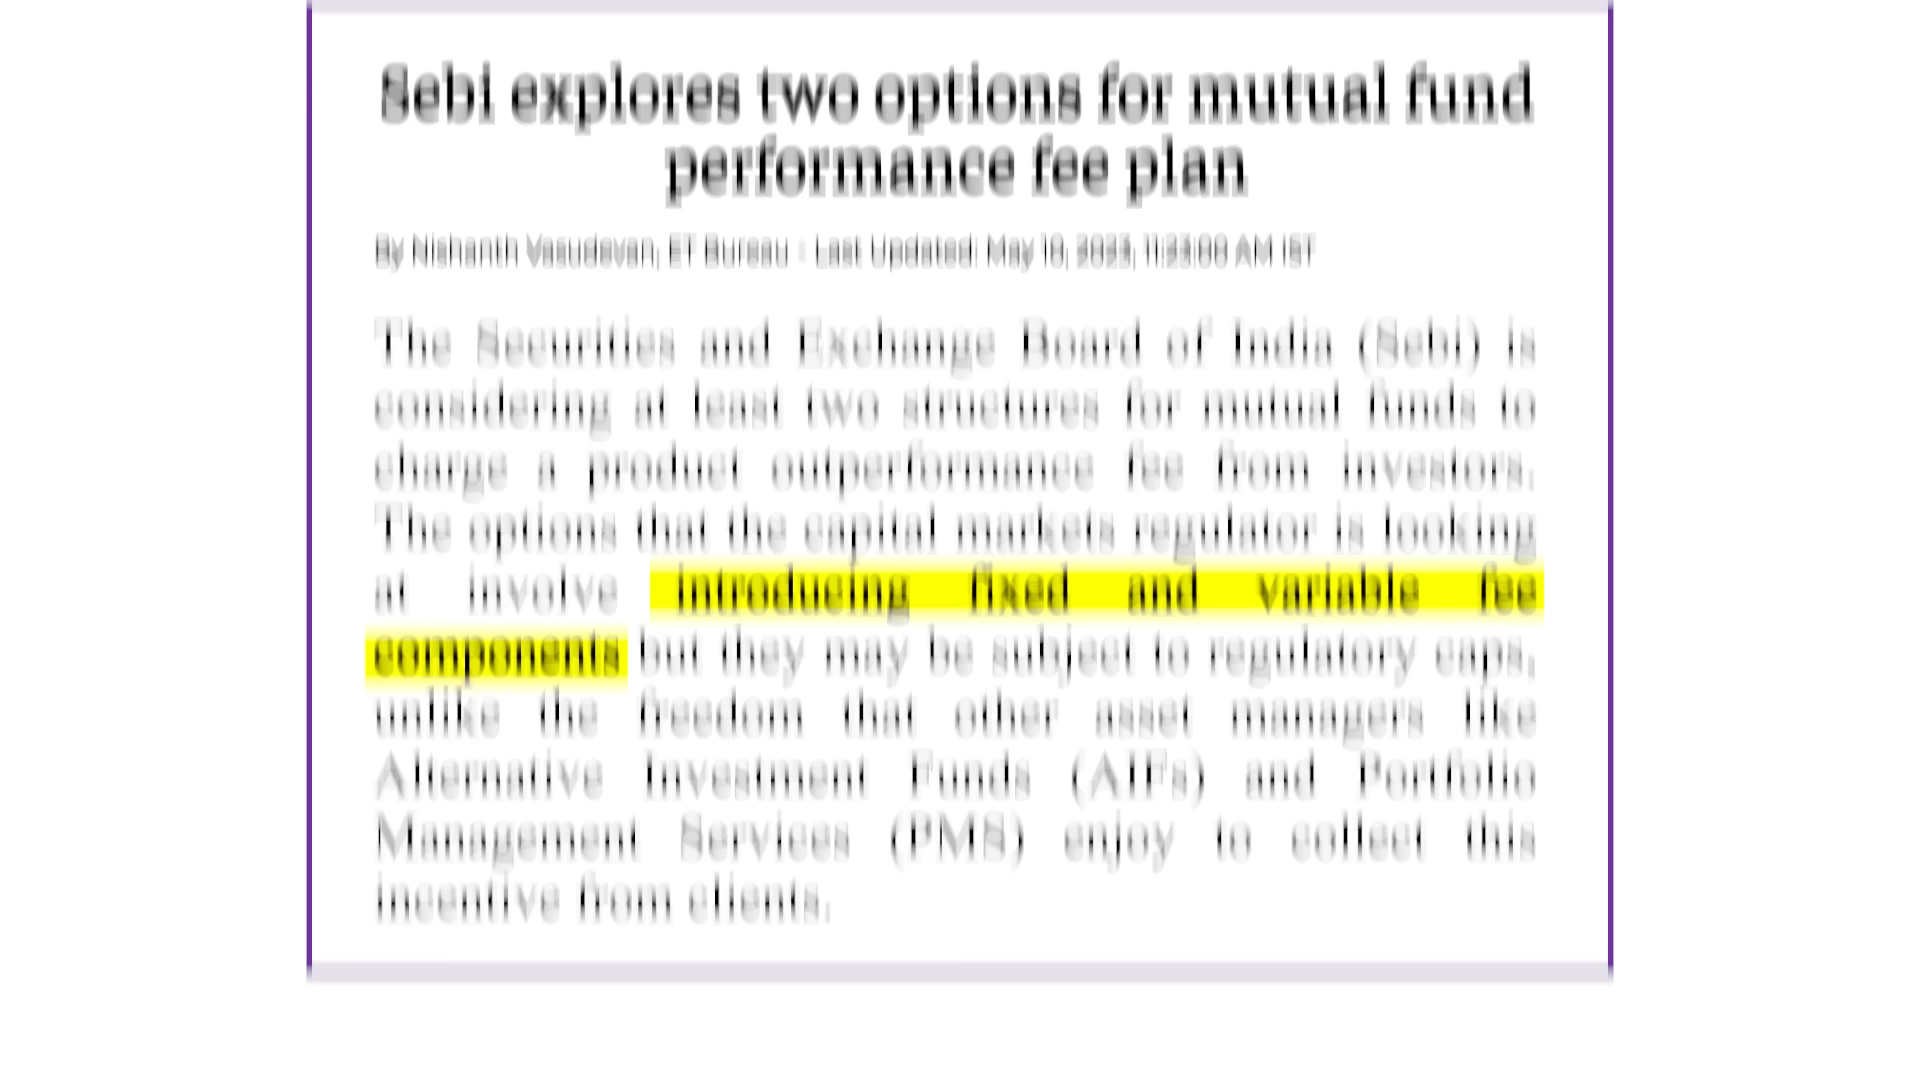 Sebi explores two options for mutual fund
performance fee plan
By Nishanth Vasudevan, ET Bureau Last Updated: May 10, 2023, 11:23:00 AM IST
The Securities and Exchange Board of India (Sebi) is
considering at least two structures for mutual funds to
charge a product outperformance fee from investors.
The options that the capital markets regulator is looking
at involve introducing fixed and variable fee
components but they may be subject to regulatory caps,
unlike the freedom that other asset managers like
Alternative Investment Funds (AIFs) and Portfolio
Management Services (PMS) enjoy to collect this
incentive from clients.